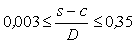 0,003 ≤ (s − c)/D ≤ 0,35